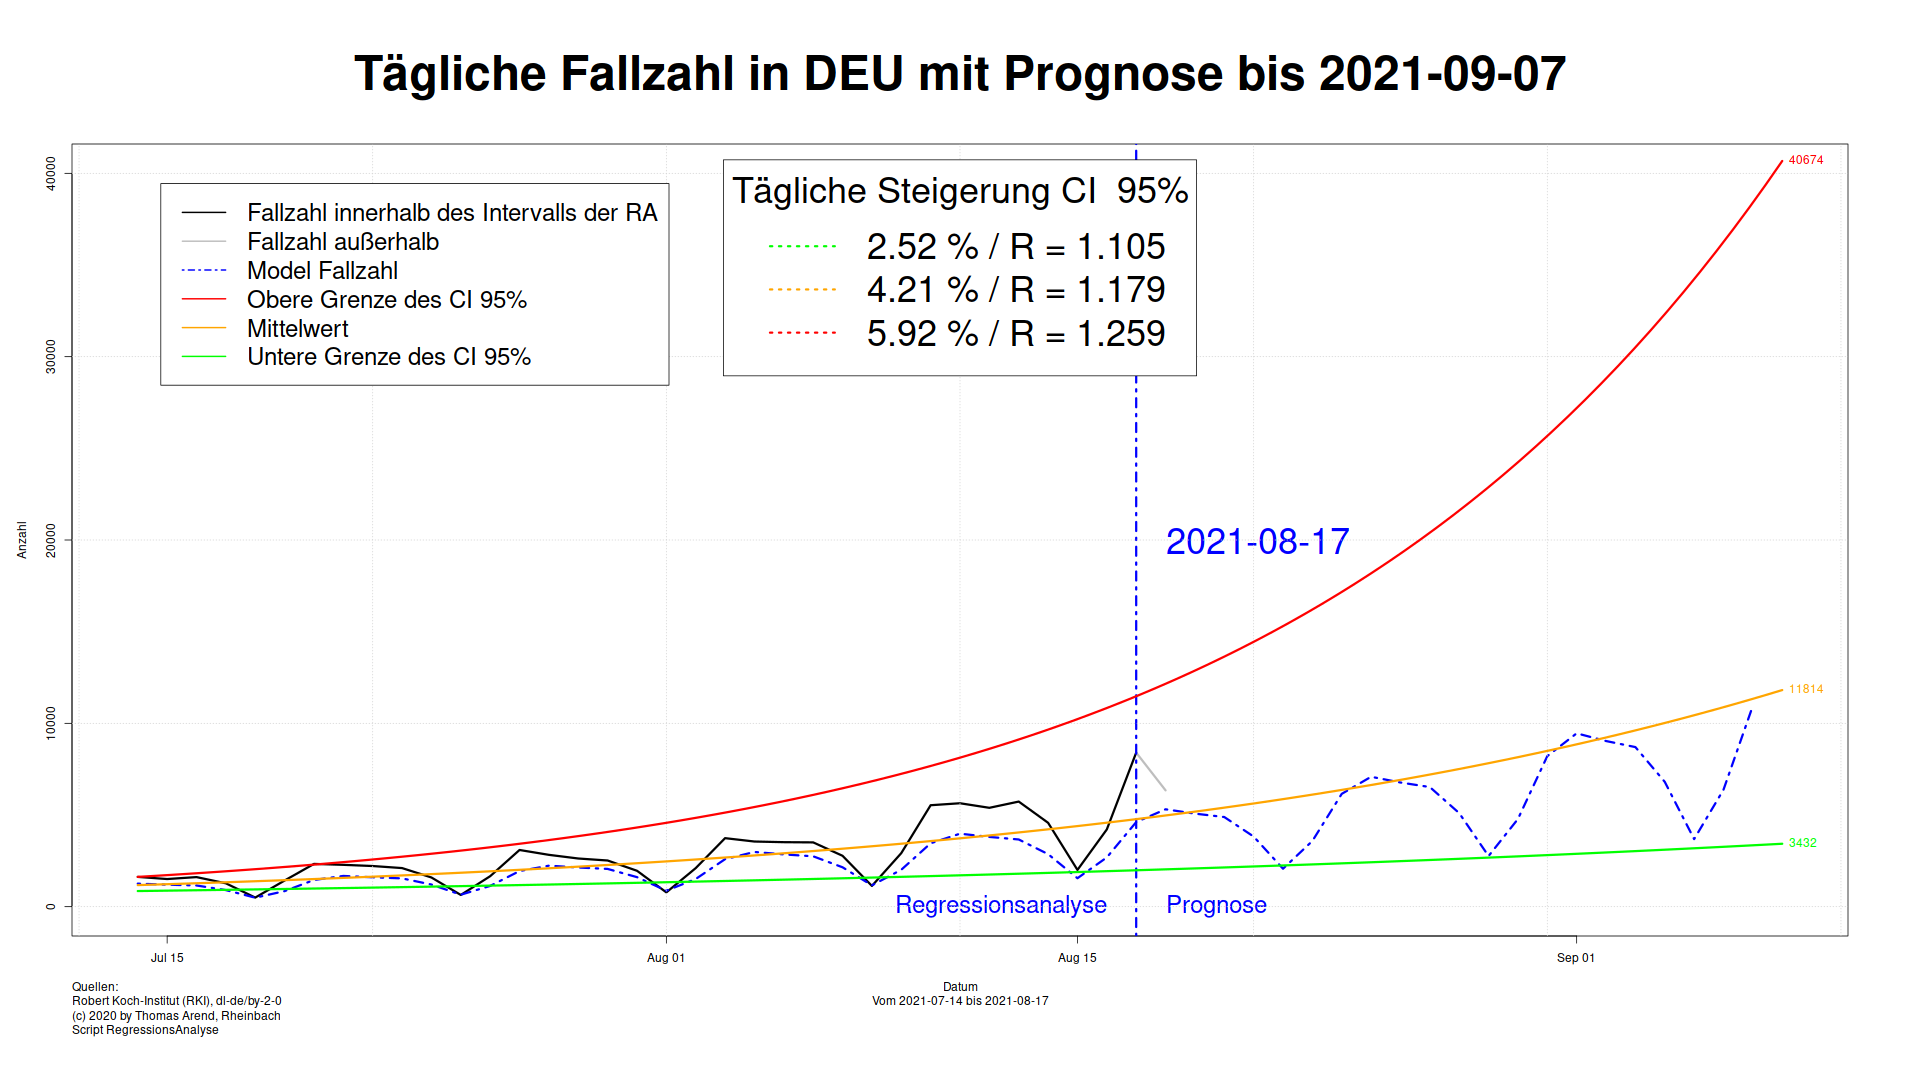 Tägliche Fallzahl in DEU mit Prognose bis 2021-09-07
Fallzahl innerhalb des Intervalls der RA
Fallzahl außerhalb
Model Fallzahl
Obere Grenze des CI 95%
Mittelwert
Untere Grenze des CI 95%
Tägliche Steigerung CI 95%
2.52 % / R = 1.105
4.21 % / R = 1.179
5.92 % / R = 1.259
40674
2021-08-17
11814
3432
Regressionsanalyse
Prognose
Anzahl
40000
30000
20000
10000
0
Jul 15
Aug 01
Aug 15
Sep 01
Datum
Vom 2021-07-14 bis 2021-08-17
Quellen:
Robert Koch-Institut (RKI), dl-de/by-2-0
(c) 2020 by Thomas Arend, Rheinbach
Script RegressionsAnalyse